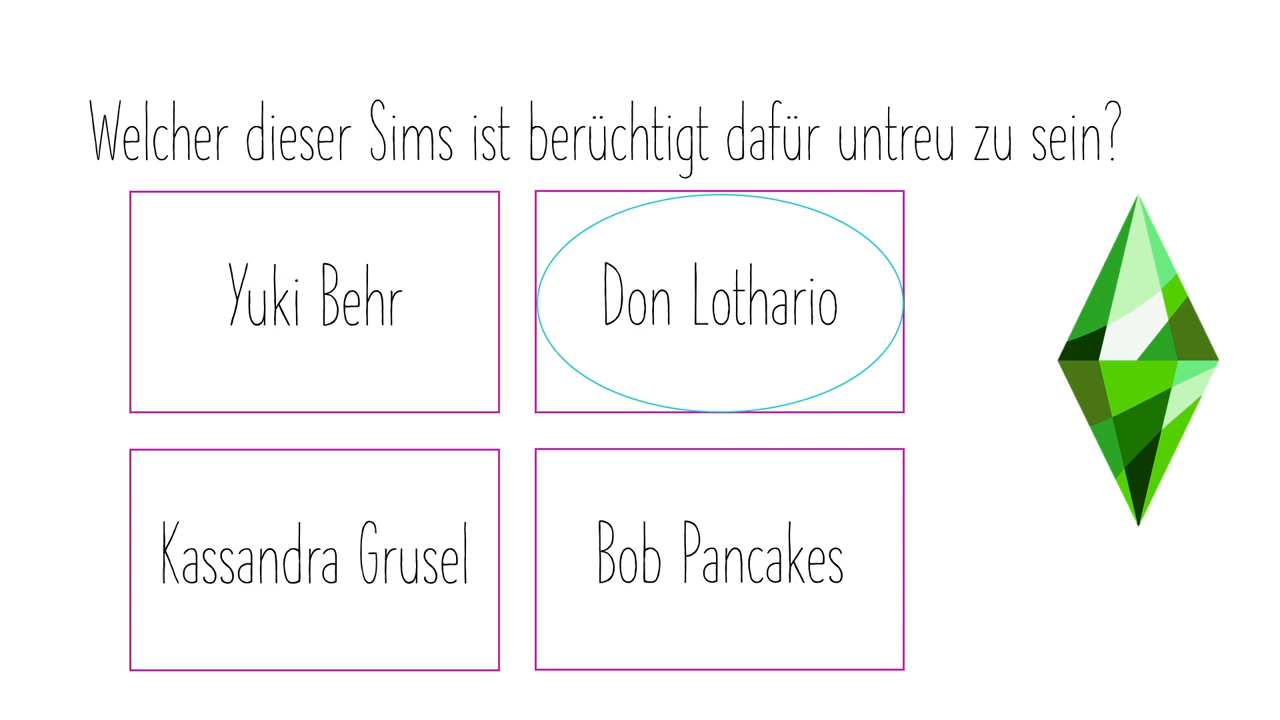 Welcher dieser Sims ist berüchtigt dafür untreu zu sein?
Yuki Behr
Don Lothario
Kassandra Grusel
Bob Pancakes